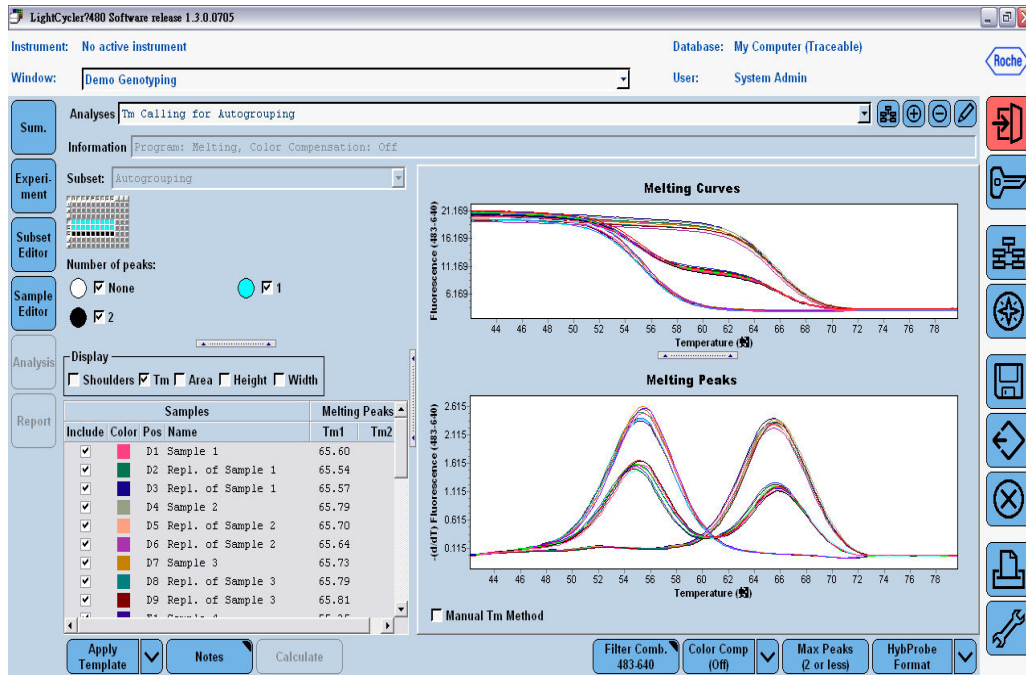 LightCycler?480 Software release 1.3.0.0705
Instrument: No active instrument Database: My Computer (Traceable)
Roche
Window: Demo Genotyping User: System Admin
Analyses Tm Calling for Autogrouping
Sum.
Information Program: Melting, Color Compensation: Off
Experi-
ment
Subset: Autogrouping
Subset
Editor
Number of peaks:
None 1
2
Sample
Editor
Analysis
Report
Display
Shoulders Tm Area Height Width
Samples Melting Peaks
Include Color Pos Name Tm1 Tm2
D1 Sample 1 65.60
D2 Repl. of Sample 1 65.54
D3 Repl. of Sample 1 65.57
D4 Sample 2 65.79
D5 Repl. of Sample 2 65.70
D6 Repl. of Sample 2 65.64
D7 Sample 3 65.73
D8 Repl. of Sample 3 65.79
D9 Repl. of Sample 3 65.81
Melting Curves
Fluorescence (483-640)
21.169
16.169
11.169
6.169
44 46 48 50 52 54 56 58 60 62 64 66 68 70 72 74 76 78
Temperature
Melting Peaks
-(d/dT) Fluorescence (483-640)
2.615
2.115
1.615
1.115
0.615
0.115
44 46 48 50 52 54 56 58 60 62 64 66 68 70 72 74 76 78
Temperature
Manual Tm Method
Apply
Template
Notes
Calculate
Filter Comb.
483-640
Color Comp
(Off)
Max Peaks
(2 or less)
HybProbe
Format